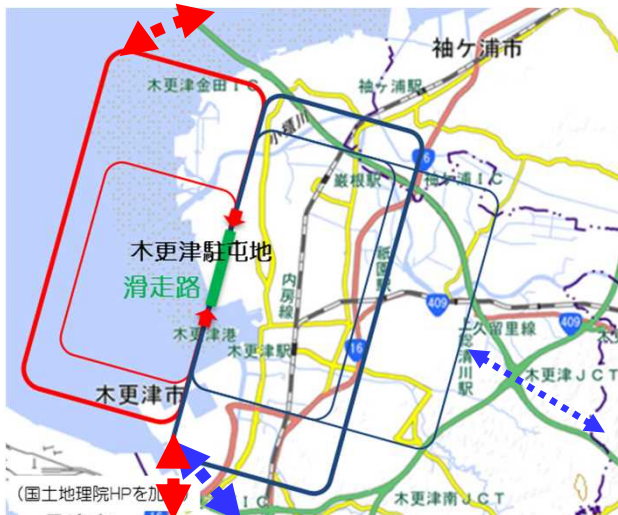 袖ケ浦市
木更津金田IC
袖ケ浦駅
小櫃川
16
巌根駅
袖ケ浦IC
木更津駐屯地
滑走路
内房線
祇園駅
409
木更津港
木更津駅
16
久留里線
409
上総清川駅
木更津JCT
木更津市
(国土地理院HPを加
IC
木更津南JCT